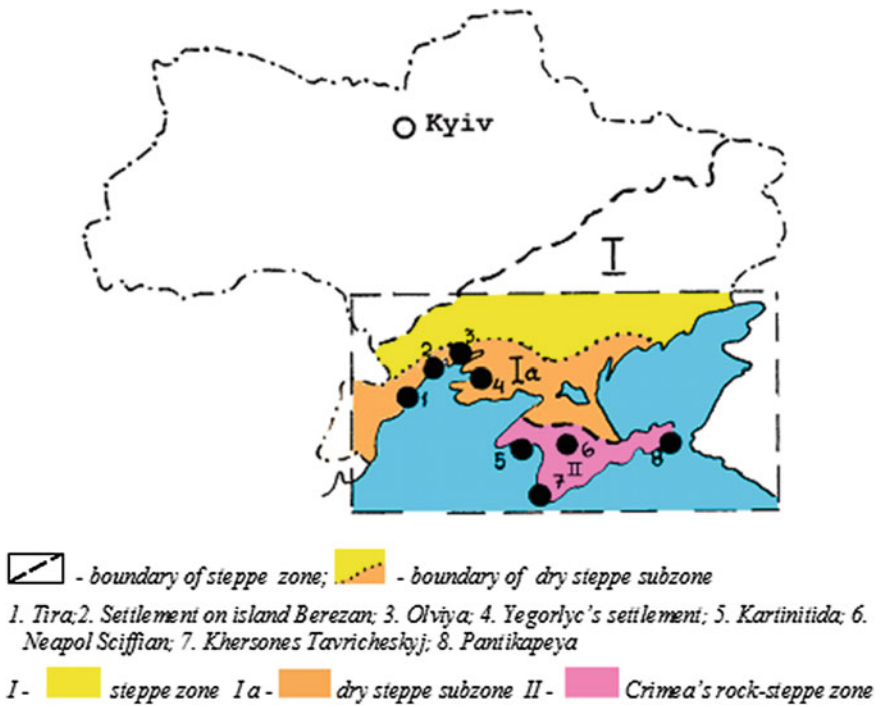 Kyiv
I
3
2
Ia
4
1
6
5
8
II
7
- boundary of steppe zone; - boundary of dry steppe subzone
1. Tira;2. Settlement on island Berezan; 3. Olviya; 4. Yegorlyc's settlement; 5. Kartinitida; 6.
Neapol Sciffian; 7. Khersones Tavricheskyj; 8. Pantikapeya
I - steppe zone I a - dry steppe subzone II - Crimea's rock-steppe zone